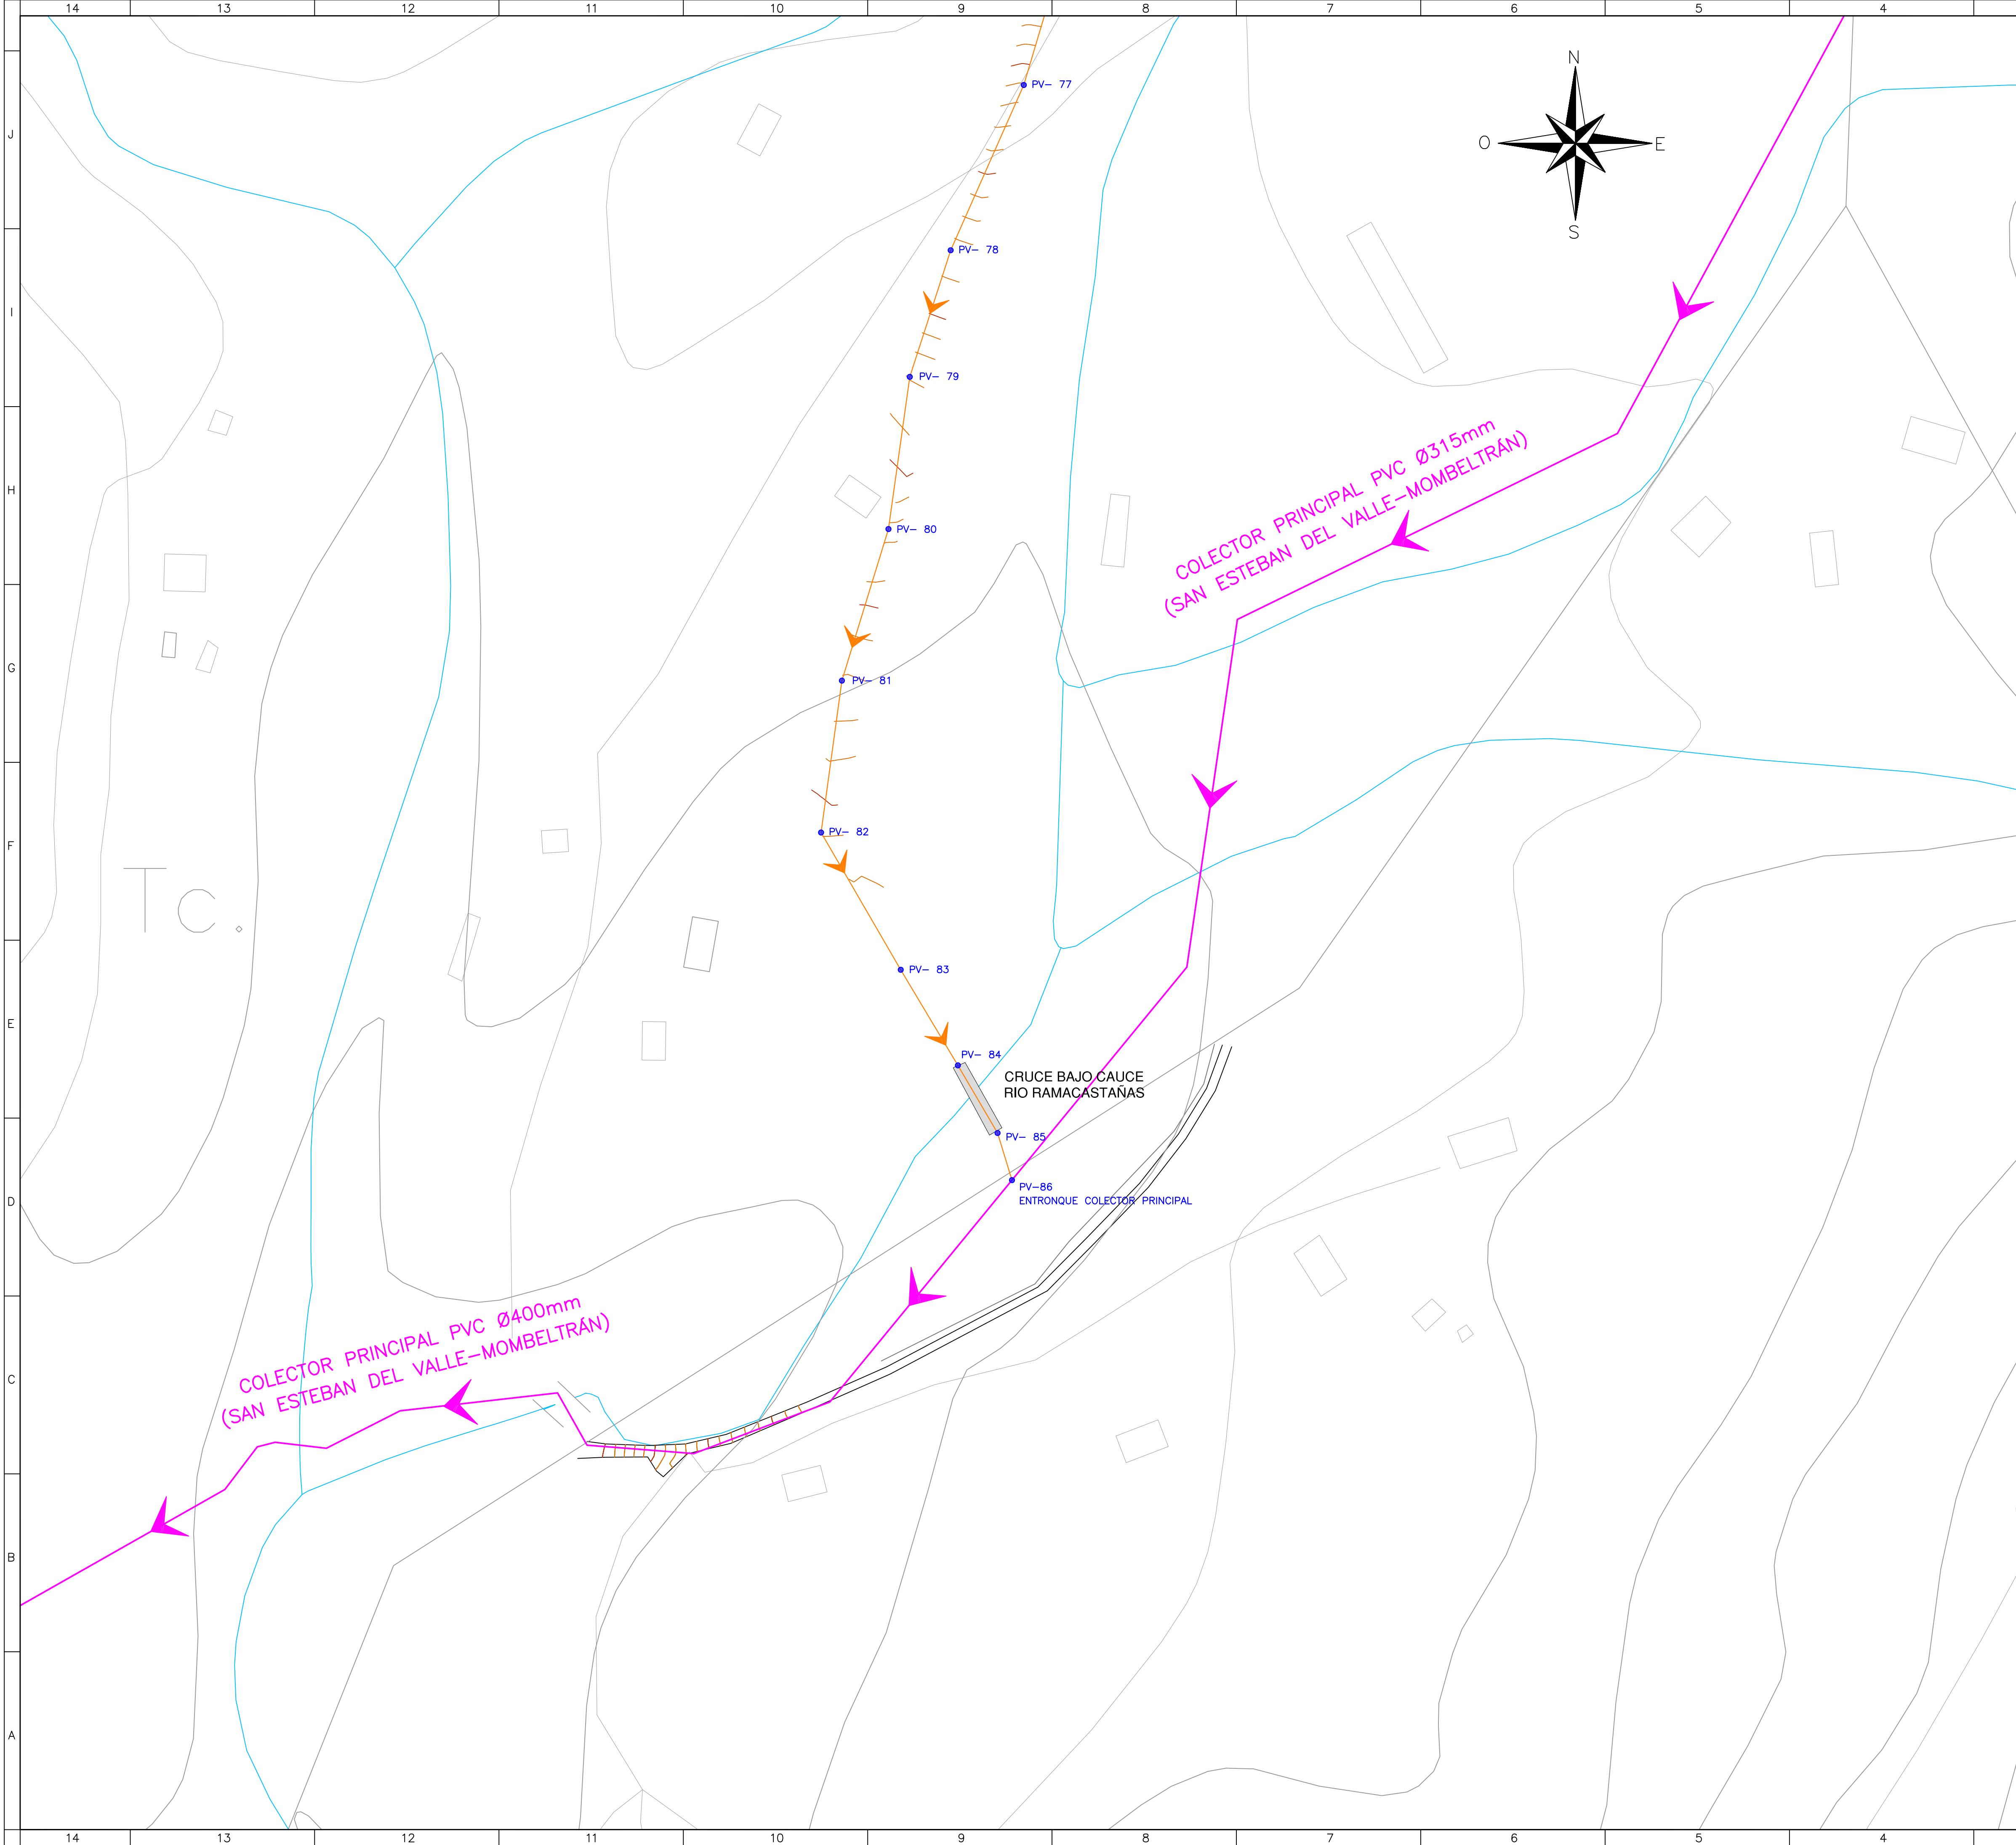 14 13 12 11 10 9 8 7 6 5 4
J
I
H
G
F
E
D
C
B
A
N
O E
S
PV- 77
PV- 78
PV- 79
PV- 80
PV- 81
PV- 82
PV- 83
PV- 84
CRUCE BAJO CAUCE
RIO RAMACASTAÑAS
PV- 85
PV-86
ENTRONQUE COLECTOR PRINCIPAL
COLECTOR PRINCIPAL PVC Ø315mm
(SAN ESTEBAN DEL VALLE-MOMBELTRÁN)
TC.
COLECTOR PRINCIPAL PVC Ø400mm
(SAN ESTEBAN DEL VALLE-MOMBELTRÁN)
14 13 12 11 10 9 8 7 6 5 4